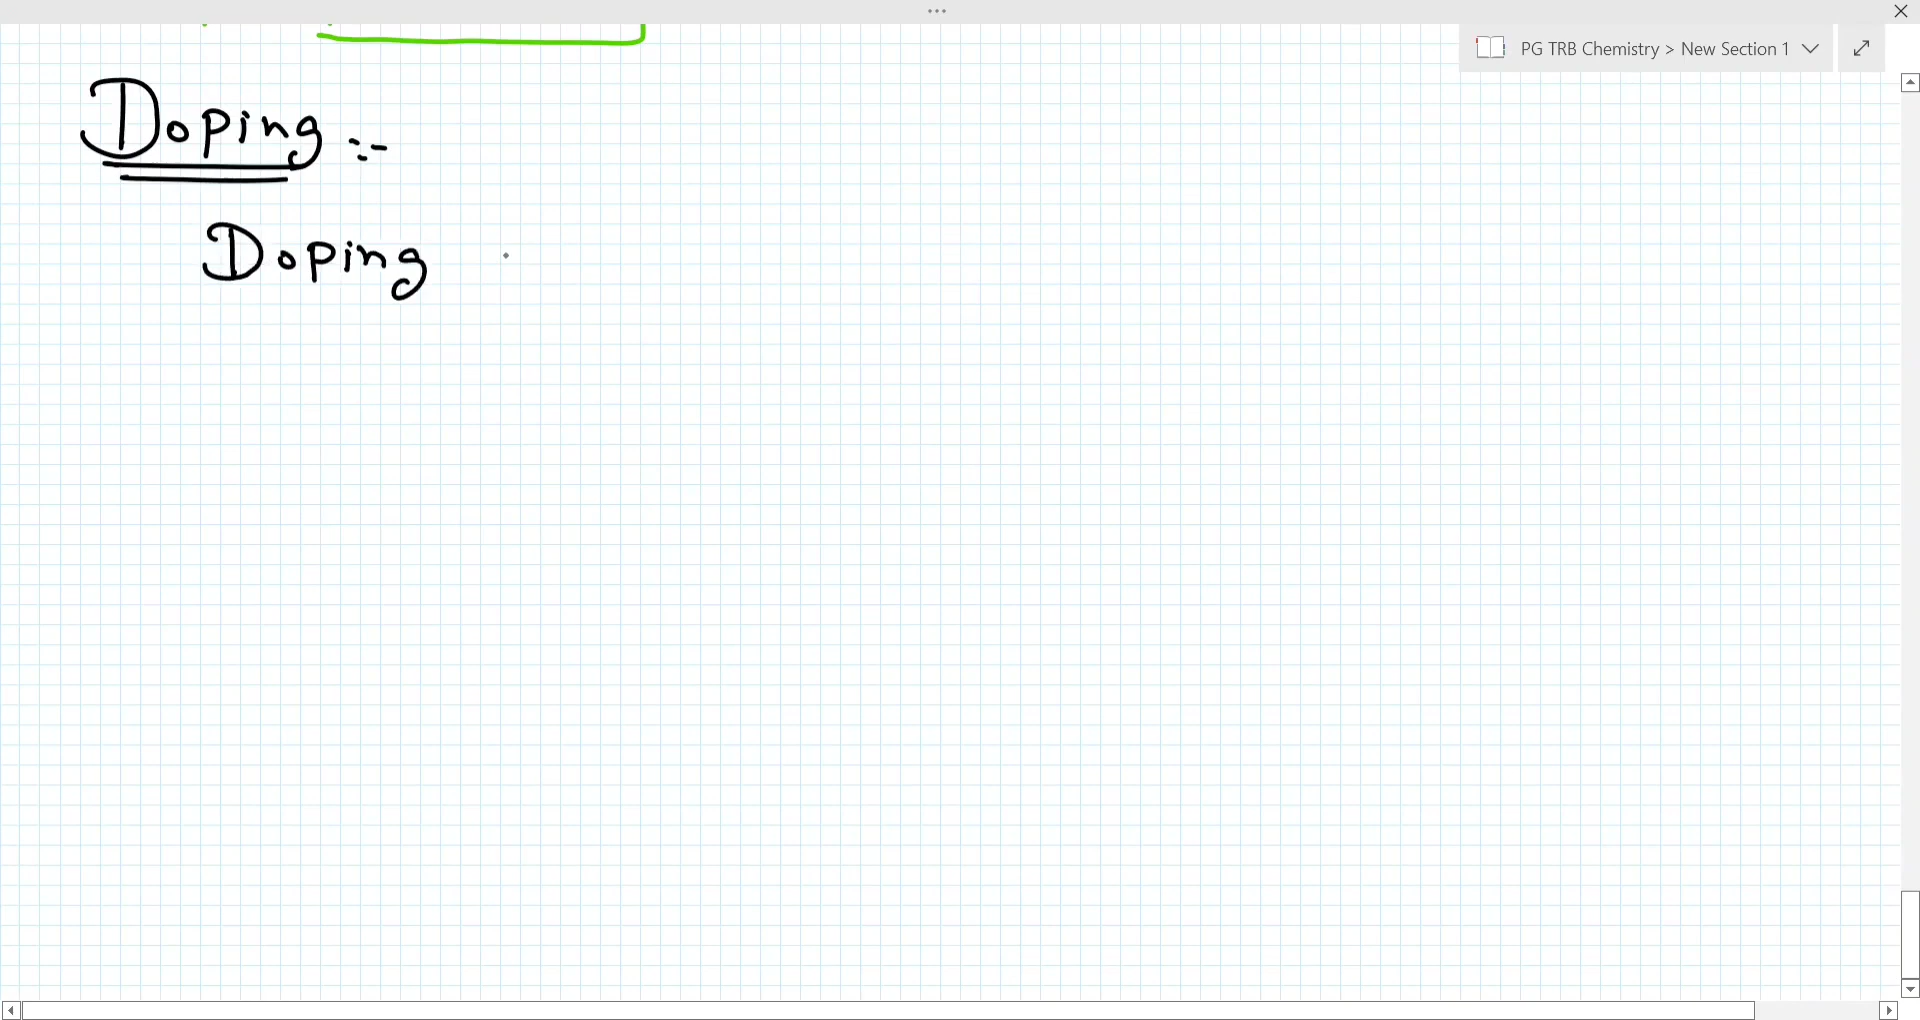 PG TRB Chemistry > New Section 1
Doping :-
Doping